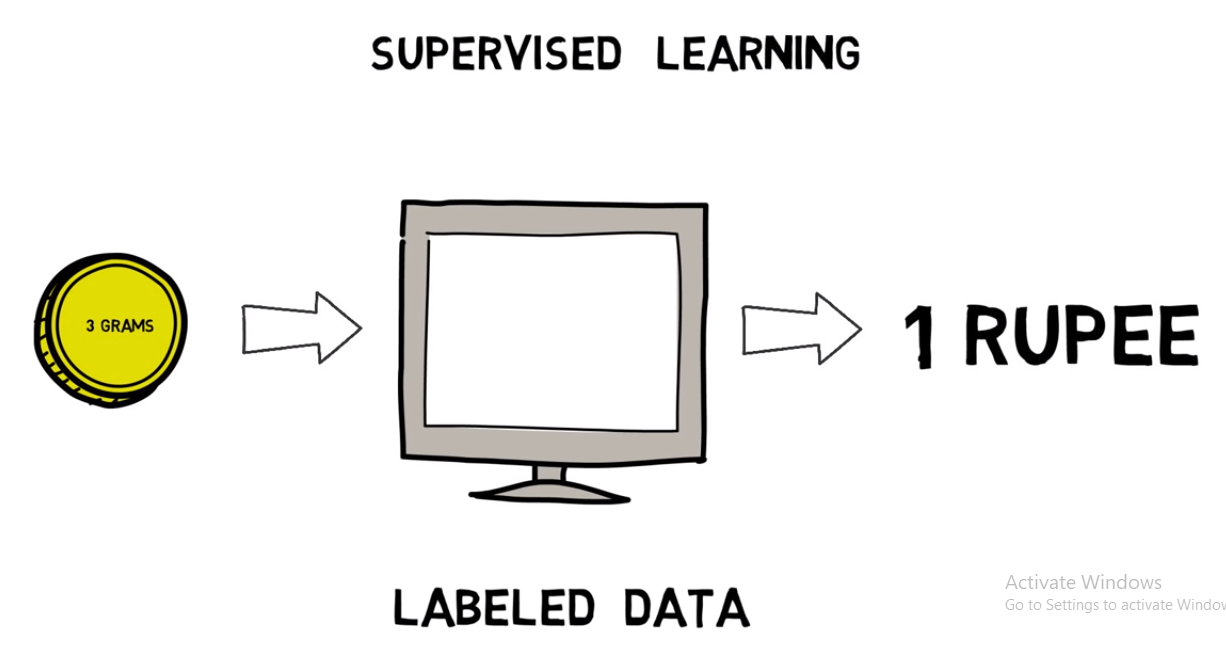 SUPERVISED LEARNING
3 GRAMS
1 RUPEE
LABELED DATA
Activate Windows
Go to Settings to activate Window